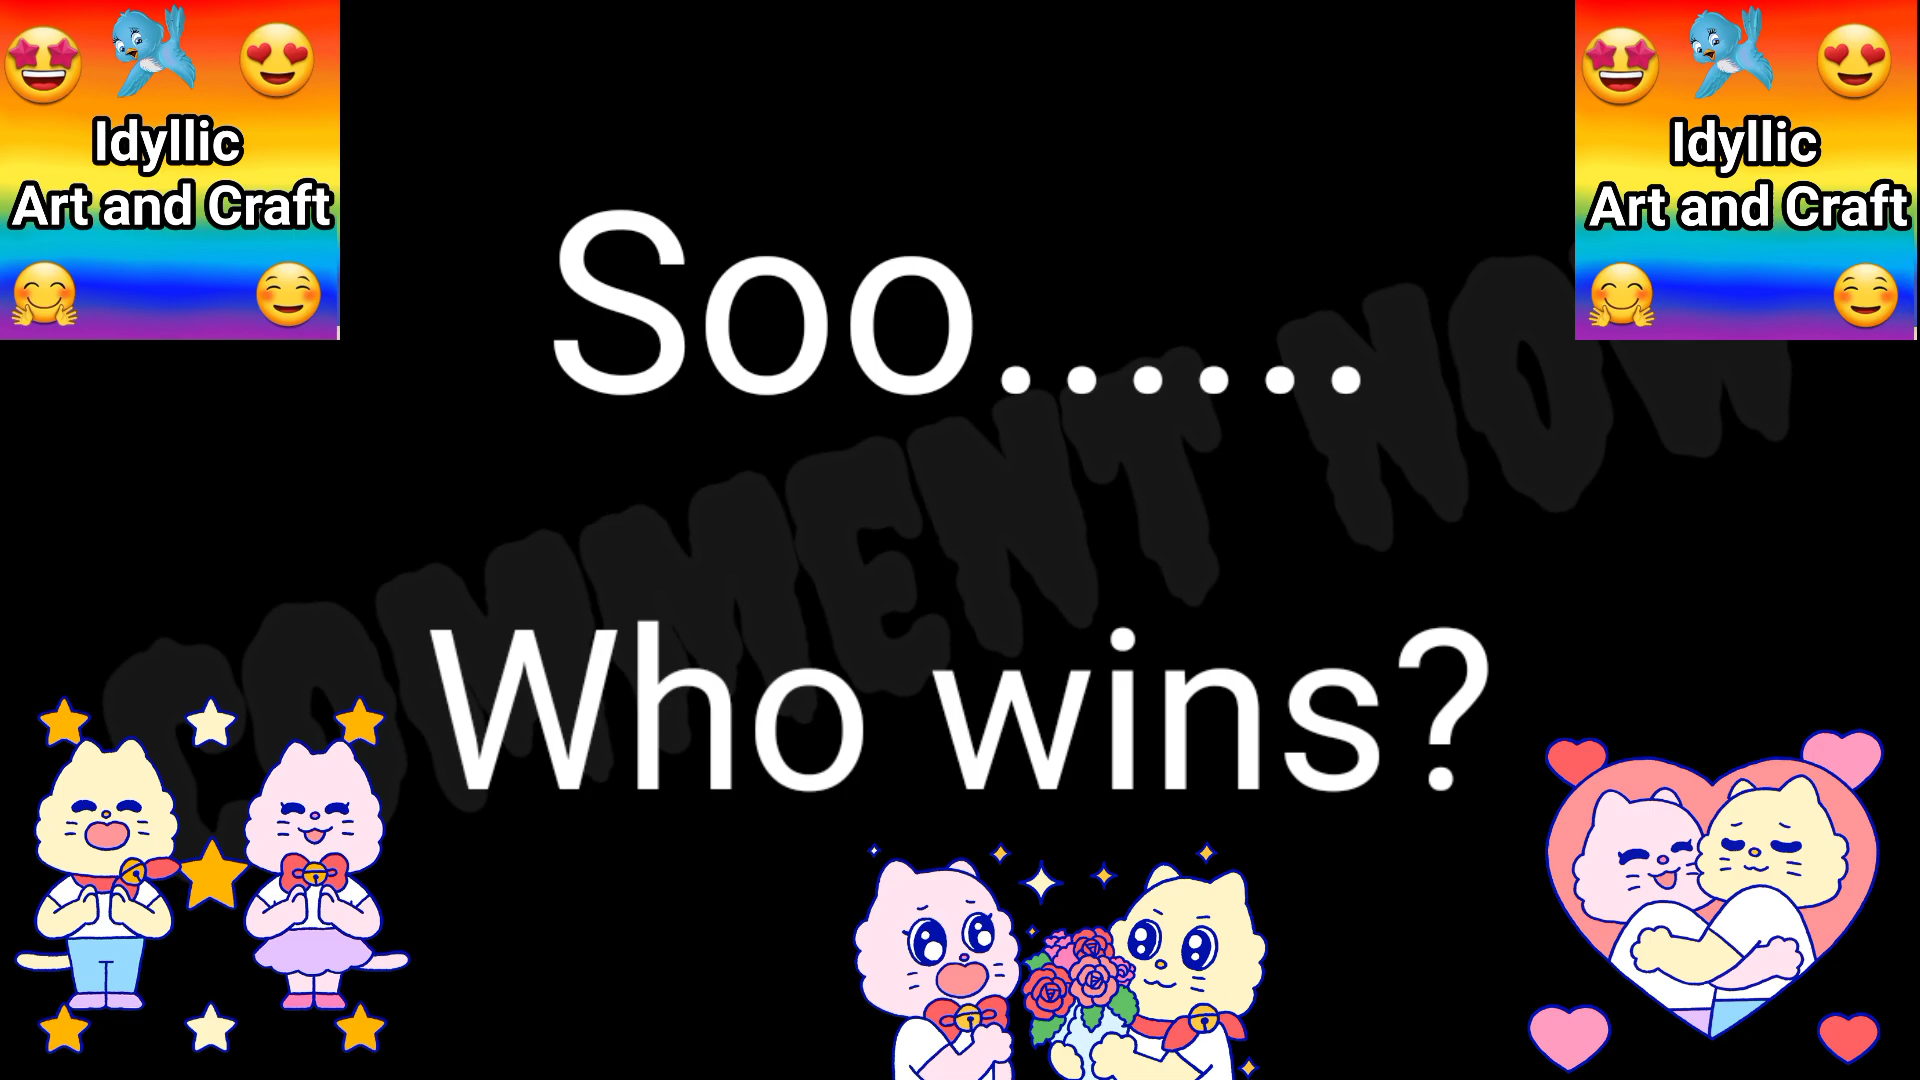 Idyllic
Art and Craft
Idyllic
Art and Craft
Soo......
COMMENT NOW
Who wins?